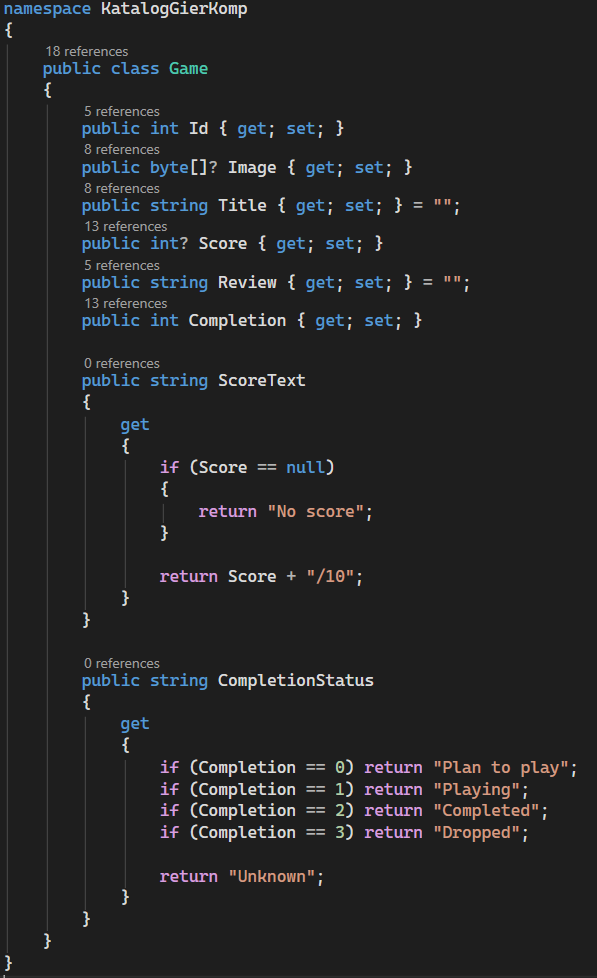 namespace KatalogGierKomp
{
18 references
public class Game
{
5 references
public int Id { get; set; }
8 references
public byte[]? Image { get; set; }
8 references
public string Title { get; set; } = "";
13 references
public int? Score { get; set; }
5 references
public string Review { get; set; } = "";
13 references
public int Completion { get; set; }
0 references
public string ScoreText
{
get
{
if (Score == null)
{
return "No score";
}
return Score + "/10";
}
}
0 references
public string CompletionStatus
{
get
{
if (Completion == 0) return "Plan to play";
if (Completion == 1) return "Playing";
if (Completion == 2) return "Completed";
if (Completion == 3) return "Dropped";
return "Unknown";
}
}
}
}